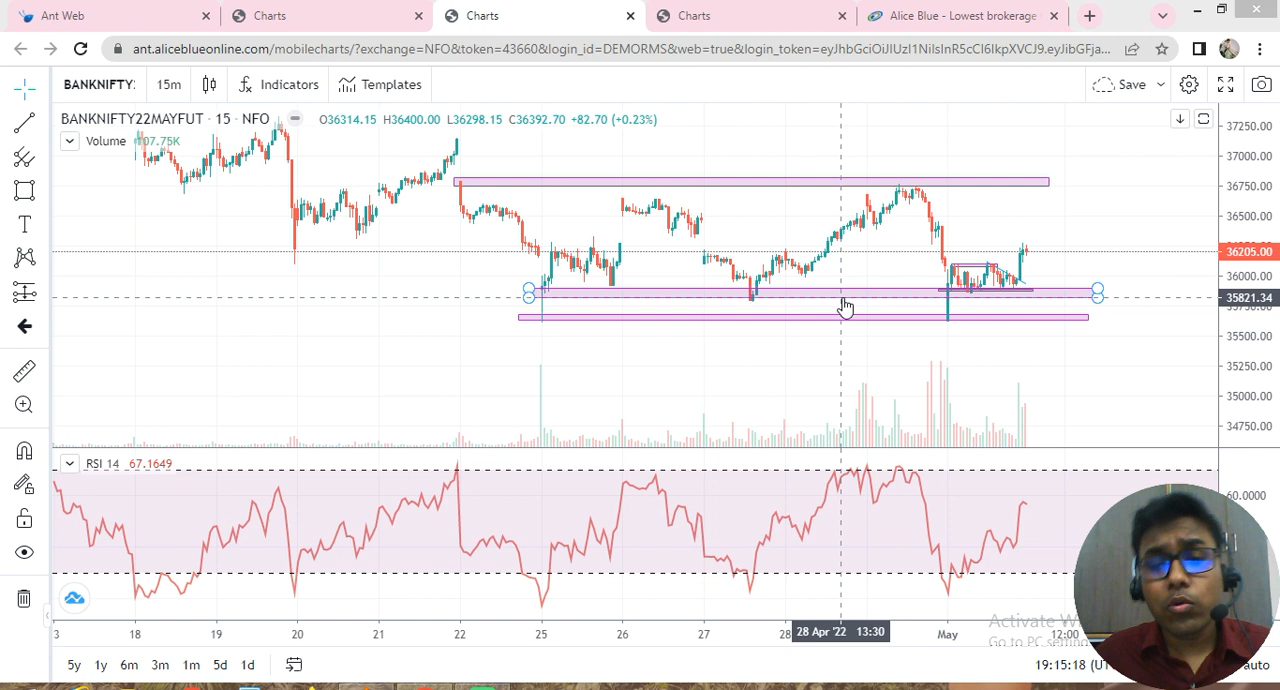 Ant Web
Charts
Charts
Charts
Alice Blue - Lowest brokerage
ant.aliceblueonline.com/mobilecharts/?exchange=NFO&token=43660&login_id=DEMORMS&web=true&login_token=eyJhbGciOiJIUzI1NiIsInR5cCI6IkpXVCJ9.eyJibGFja...
BANKNIFTY:
15m
Indicators
Templates
Save
BANKNIFTY22MAYFUT · 15 · NFO
O36314.15 H36400.00 L36298.15 C36392.70 +82.70 (+0.23%)
Volume 107.75K
37250.00
37000.00
36750.00
36500.00
36205.00
36000.00
35821.34
35500.00
35250.00
35000.00
34750.00
RSI 14 67.1649
60.0000
3
18
19
20
21
22
25
26
27
28
28 Apr '22 13:30
May
12:00
Activate W
Go to PC
5y
1y
6m
3m
1m
5d
1d
19:15:18 (UT
auto